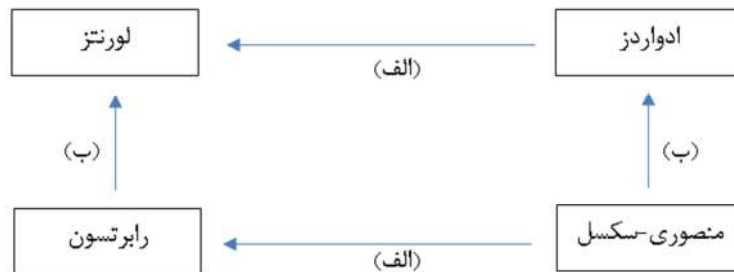 ادواردز
لورنتز
(الف)
(ب)
(ب)
منصوری-سکسل
رابرتسون
(الف)